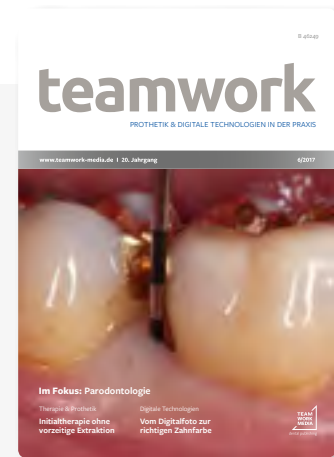 teamwork
PROTHETIK & DIGITALE TECHNOLOGIEN IN DER PRAXIS
www.teamwork-media.de I 20. Jahrgang
6/2017
Im Fokus: Parodontologie
Therapie & Prothetik
Initialtherapie ohne
vorzeitige Extraktion
Digitale Technologien
Vom Digitalfoto zur
richtigen Zahnfarbe
TEAM
WORK
MEDIA